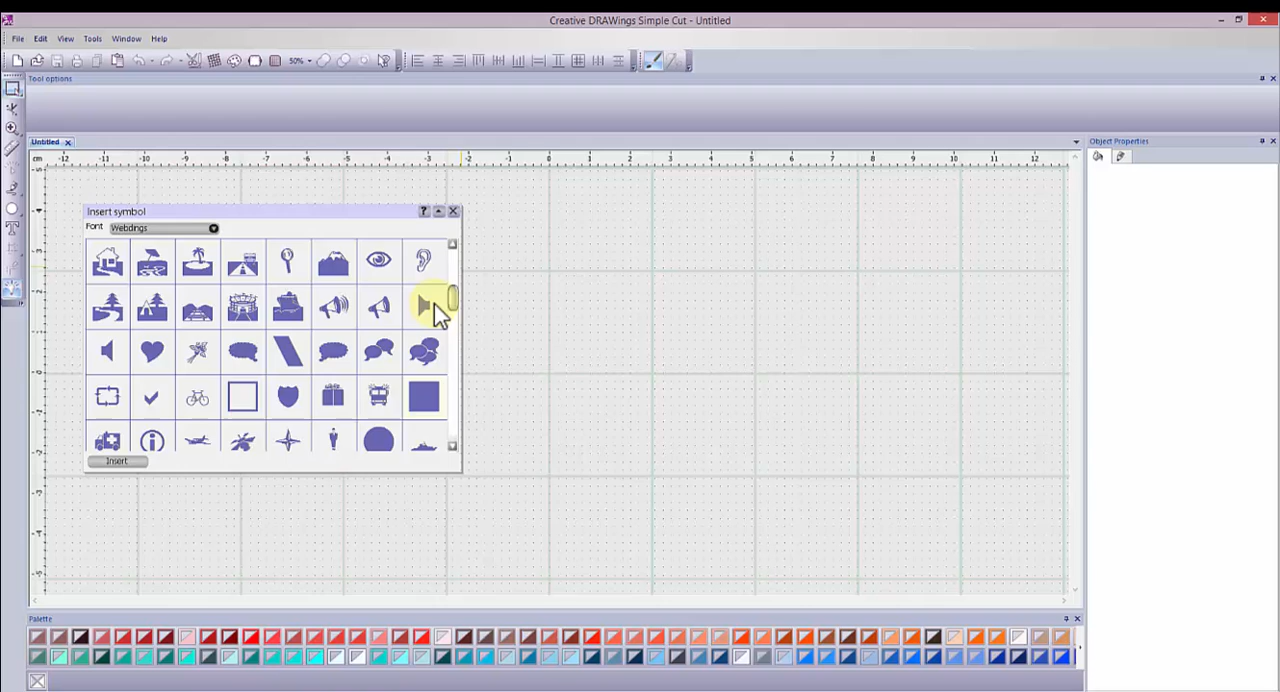 Creative DRAWings Simple Cut - Untitled
File Edit View Tools Window Help
50%
Tool options
Untitled
Object Properties
cm -12 -11 -10 -9 -8 -7 -6 -5 -4 -3 -2 -1 0 1 2 3 4 5 6 7 8 9 10 11 12
Insert symbol
Font Webdings
Insert
Palette